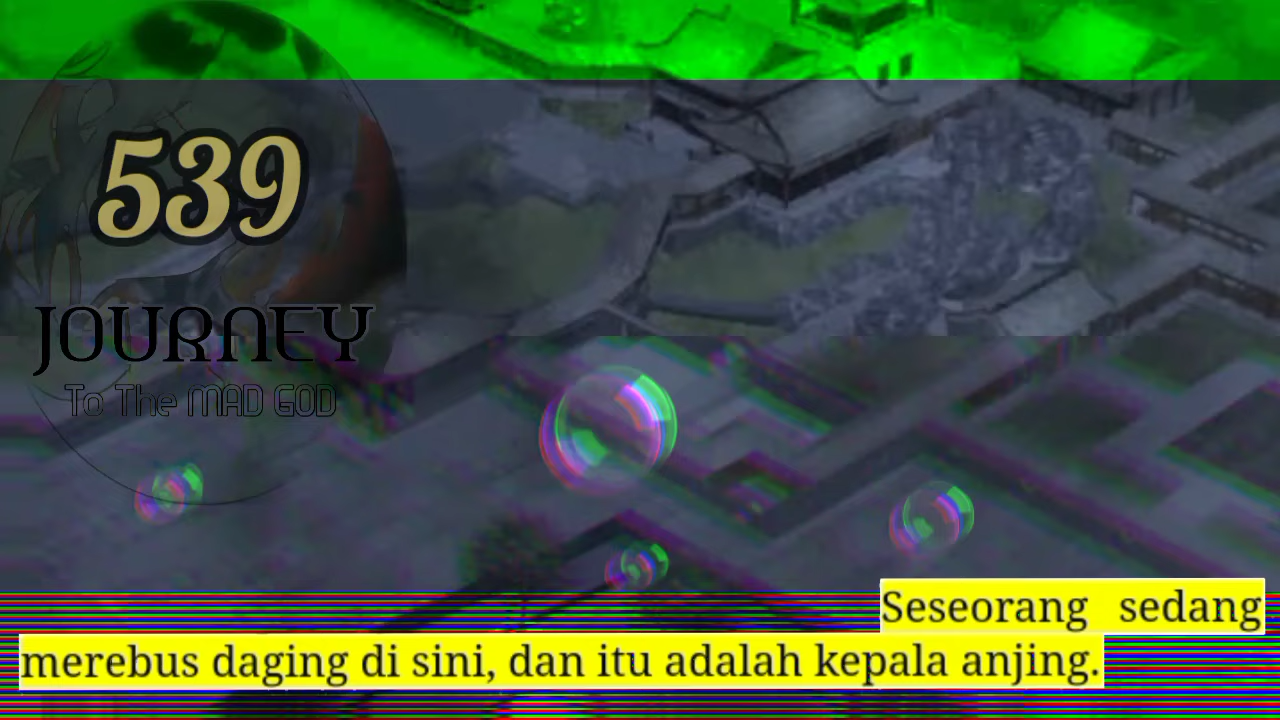 539
JOURNEY
To The MAD GOD
Seseorang sedang
merebus daging di sini, dan itu adalah kepala anjing.